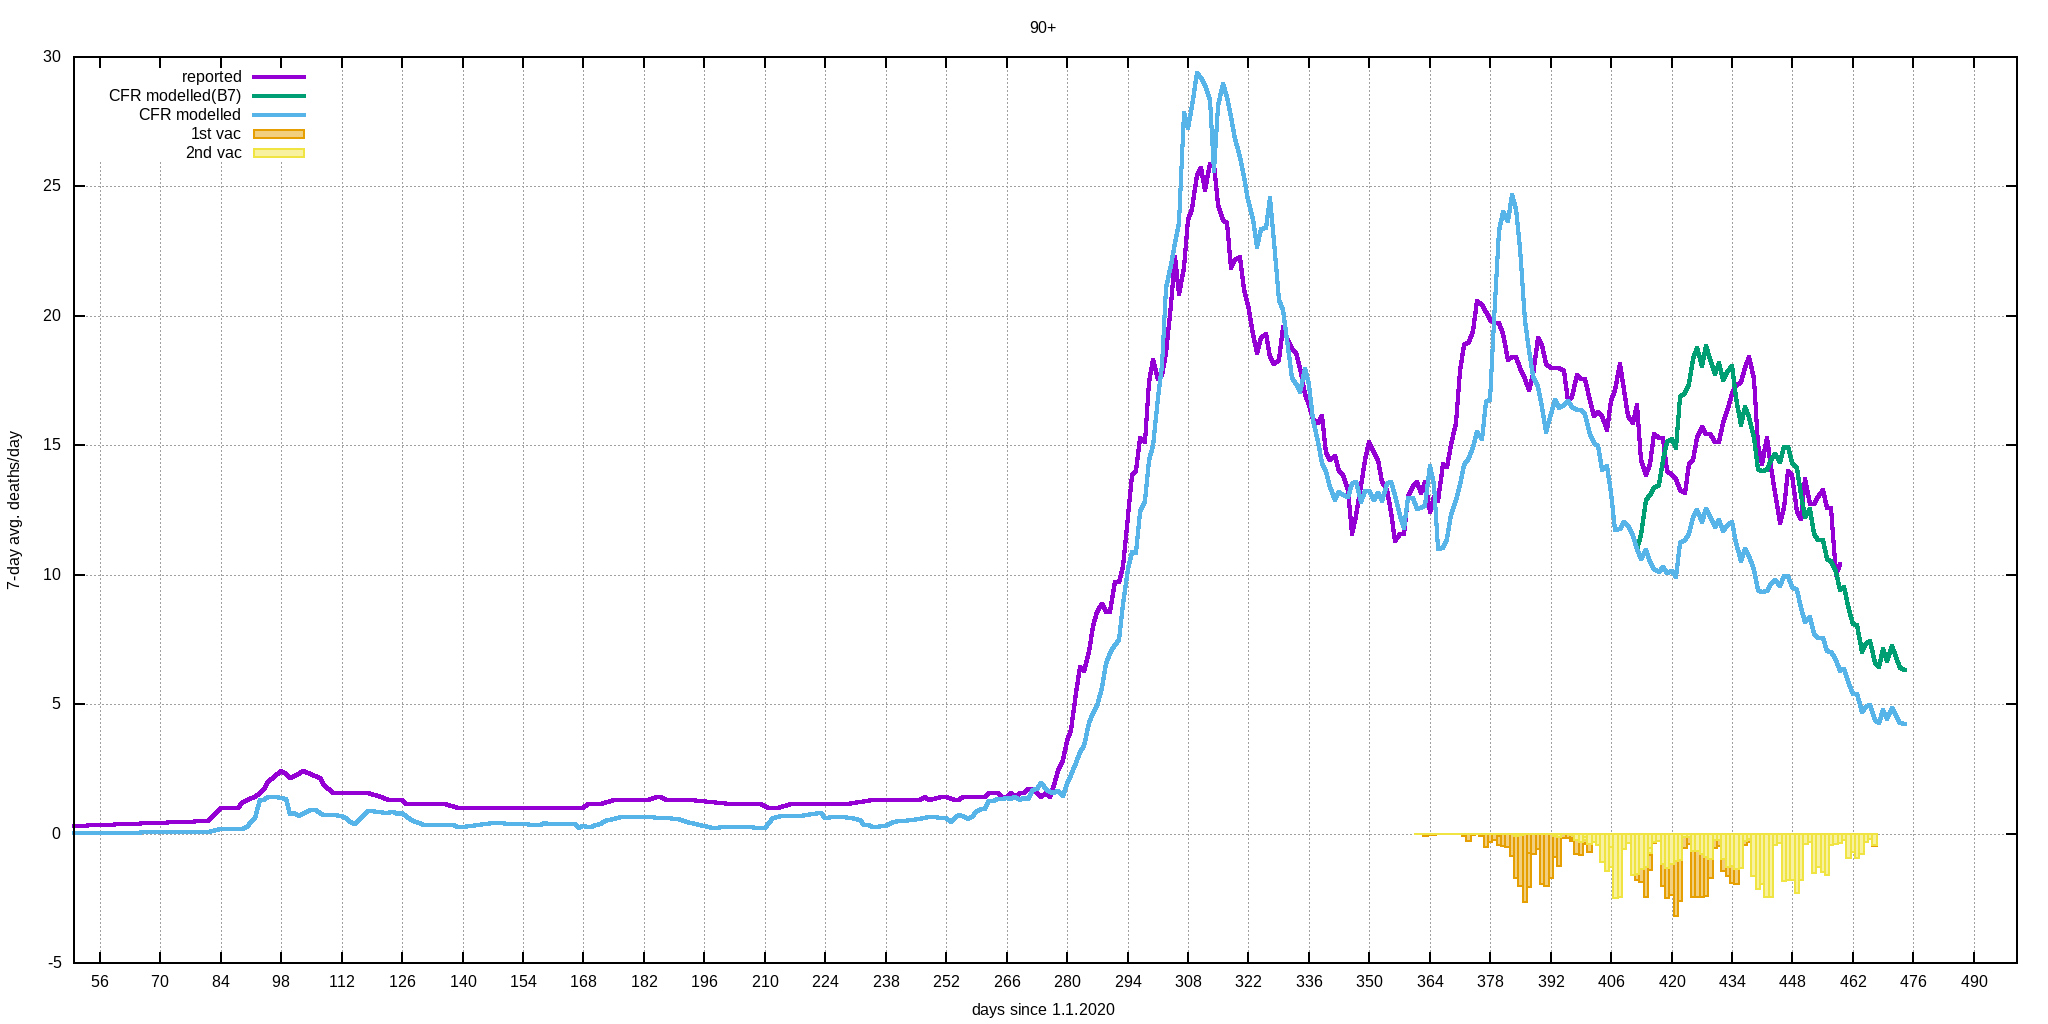 90+
30
25
20
15
10
5
0
-5
7-day avg. deaths/day
reported
CFR modelled(B7)
CFR modelled
1st vac
2nd vac
56 70 84 98 112 126 140 154 168 182 196 210 224 238 252 266 280 294 308 322 336 350 364 378 392 406 420 434 448 462 476 490
days since 1.1.2020